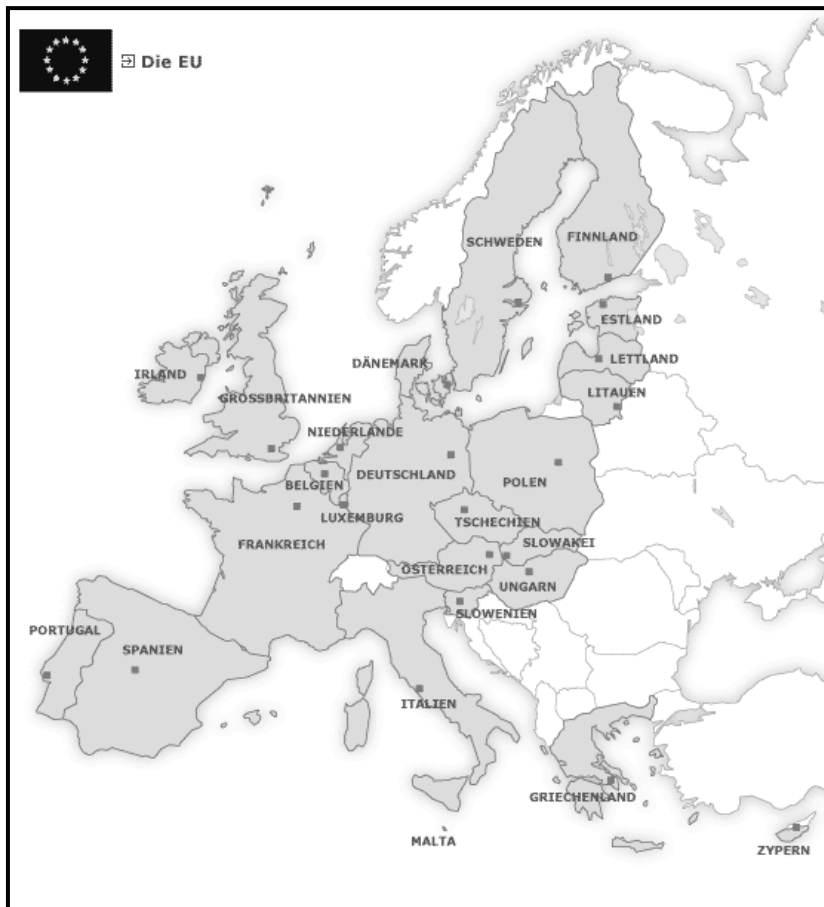 Die EU
SCHWEDEN
FINNLAND
ESTLAND
LETTLAND
DÄNEMARK
IRLAND
LITAUEN
GROSSBRITANNIEN
NIEDERLANDE
DEUTSCHLAND
POLEN
BELGIEN
LUXEMBURG
TSCHECHIEN
FRANKREICH
SLOWAKEI
ÖSTERREICH
UNGARN
SLOWENIEN
PORTUGAL
SPANIEN
ITALIEN
GRIECHENLAND
MALTA
ZYPERN